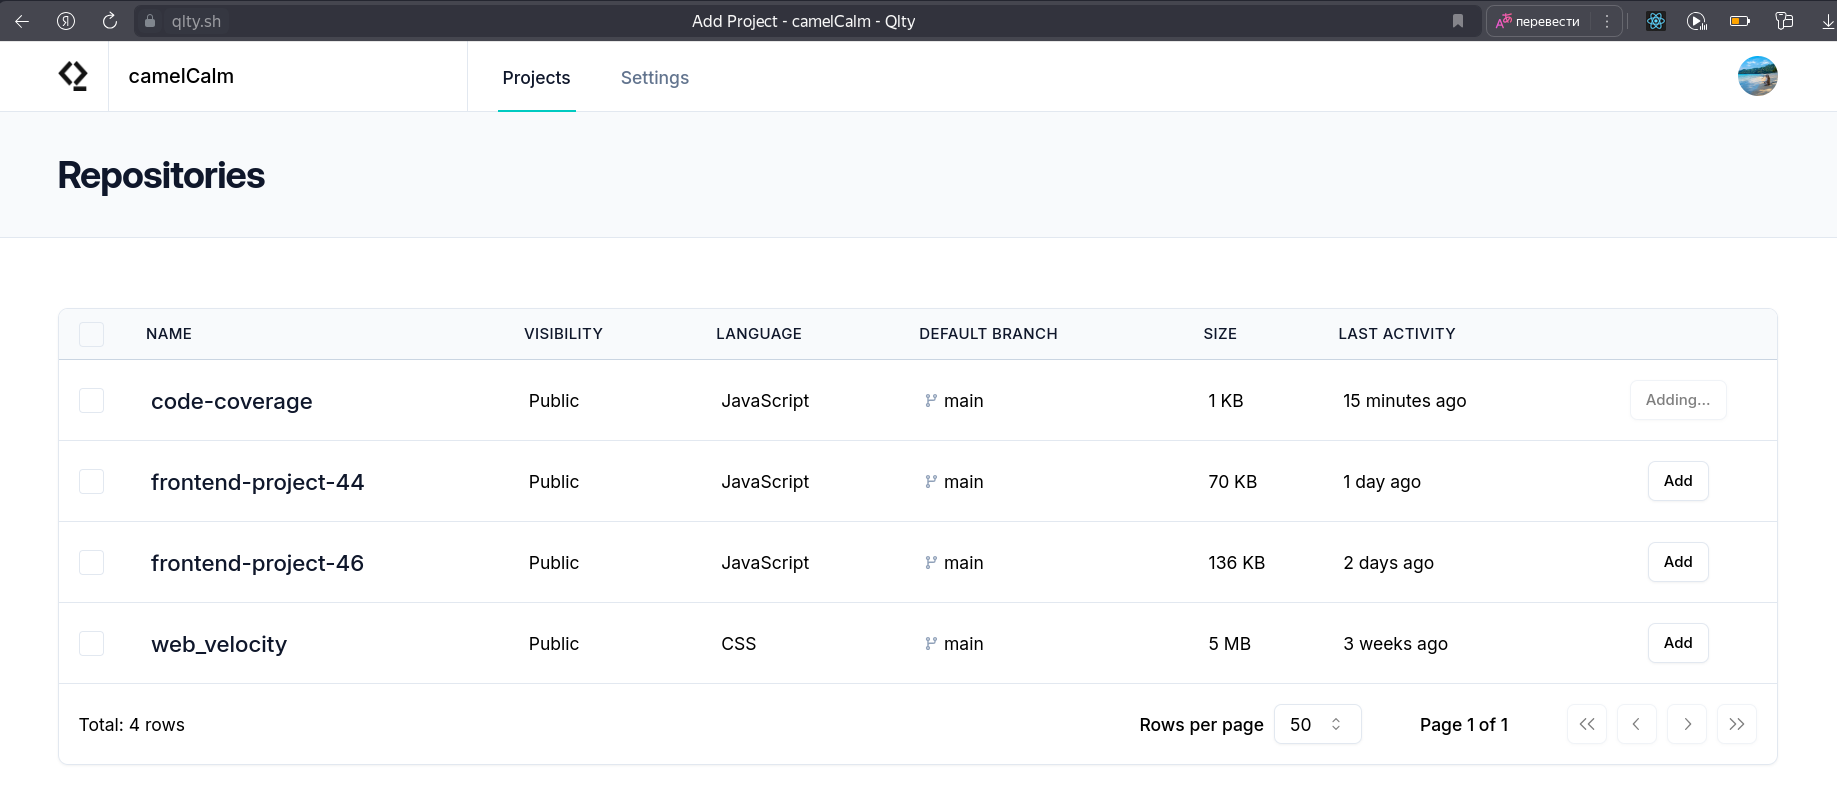 qlty.sh
Add Project - camelCalm - Qlty
перевести
camelCalm
Projects
Settings
Repositories
NAME VISIBILITY LANGUAGE DEFAULT BRANCH SIZE LAST ACTIVITY
code-coverage Public JavaScript main 1 KB 15 minutes ago Adding...
frontend-project-44 Public JavaScript main 70 KB 1 day ago Add
frontend-project-46 Public JavaScript main 136 KB 2 days ago Add
web_velocity Public CSS main 5 MB 3 weeks ago Add
Total: 4 rows Rows per page 50 Page 1 of 1